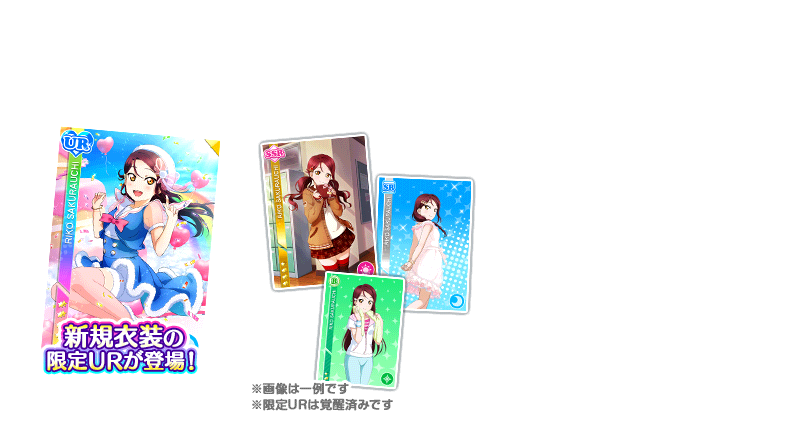 UR
RIKO SAKURAUCHI
新規衣装の
限定URが登場!
SSR
RIKO SAKURAUCHI
SR
RIKO SAKURAUCHI
R
RIKO SAKURAUCHI
※画像は一例です
※限定URは覚醒済みです